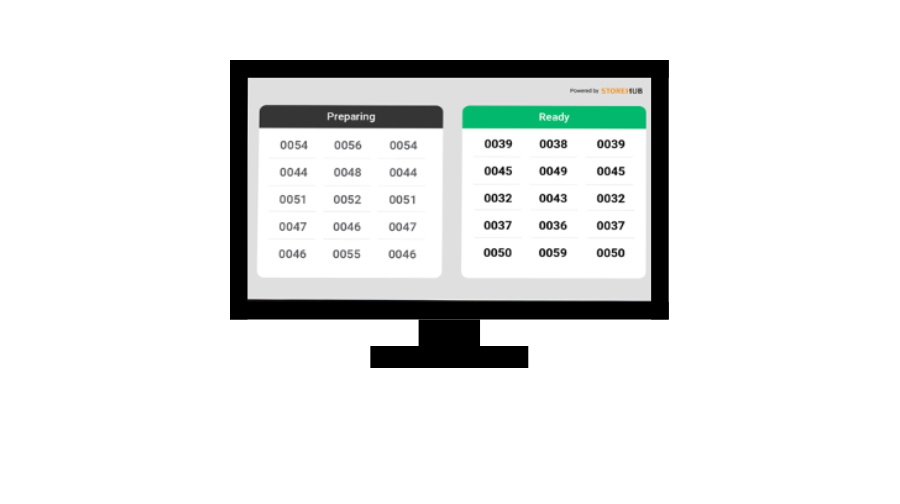 Powered by STOREHUB
Preparing
0054 0056 0054
0044 0048 0044
0051 0052 0051
0047 0046 0047
0046 0055 0046
Ready
0039 0038 0039
0045 0049 0045
0032 0043 0032
0037 0036 0037
0050 0059 0050